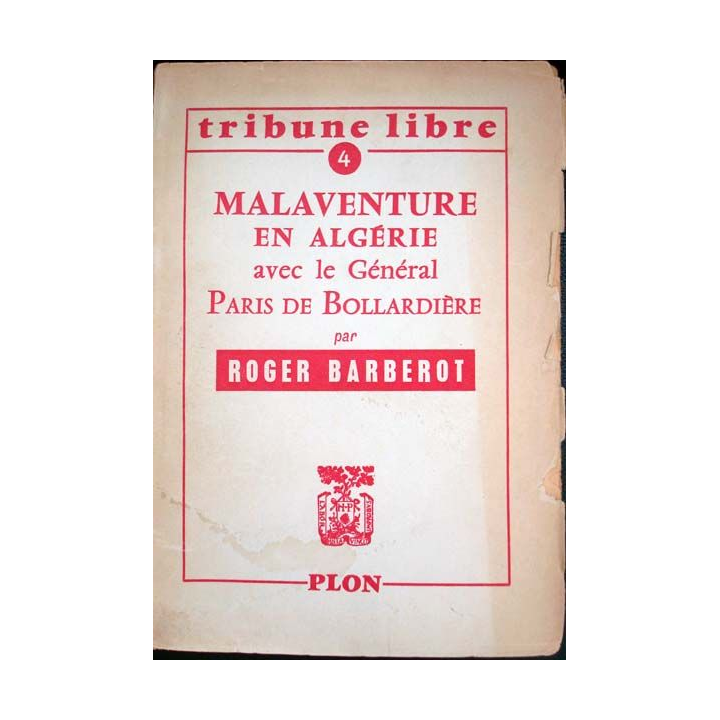 tribune libre
4
MALAVENTURE
EN ALGÉRIE
avec le Général
PARIS DE BOLLARDIÈRE
par
ROGER BARBEROT
H·P
PLON